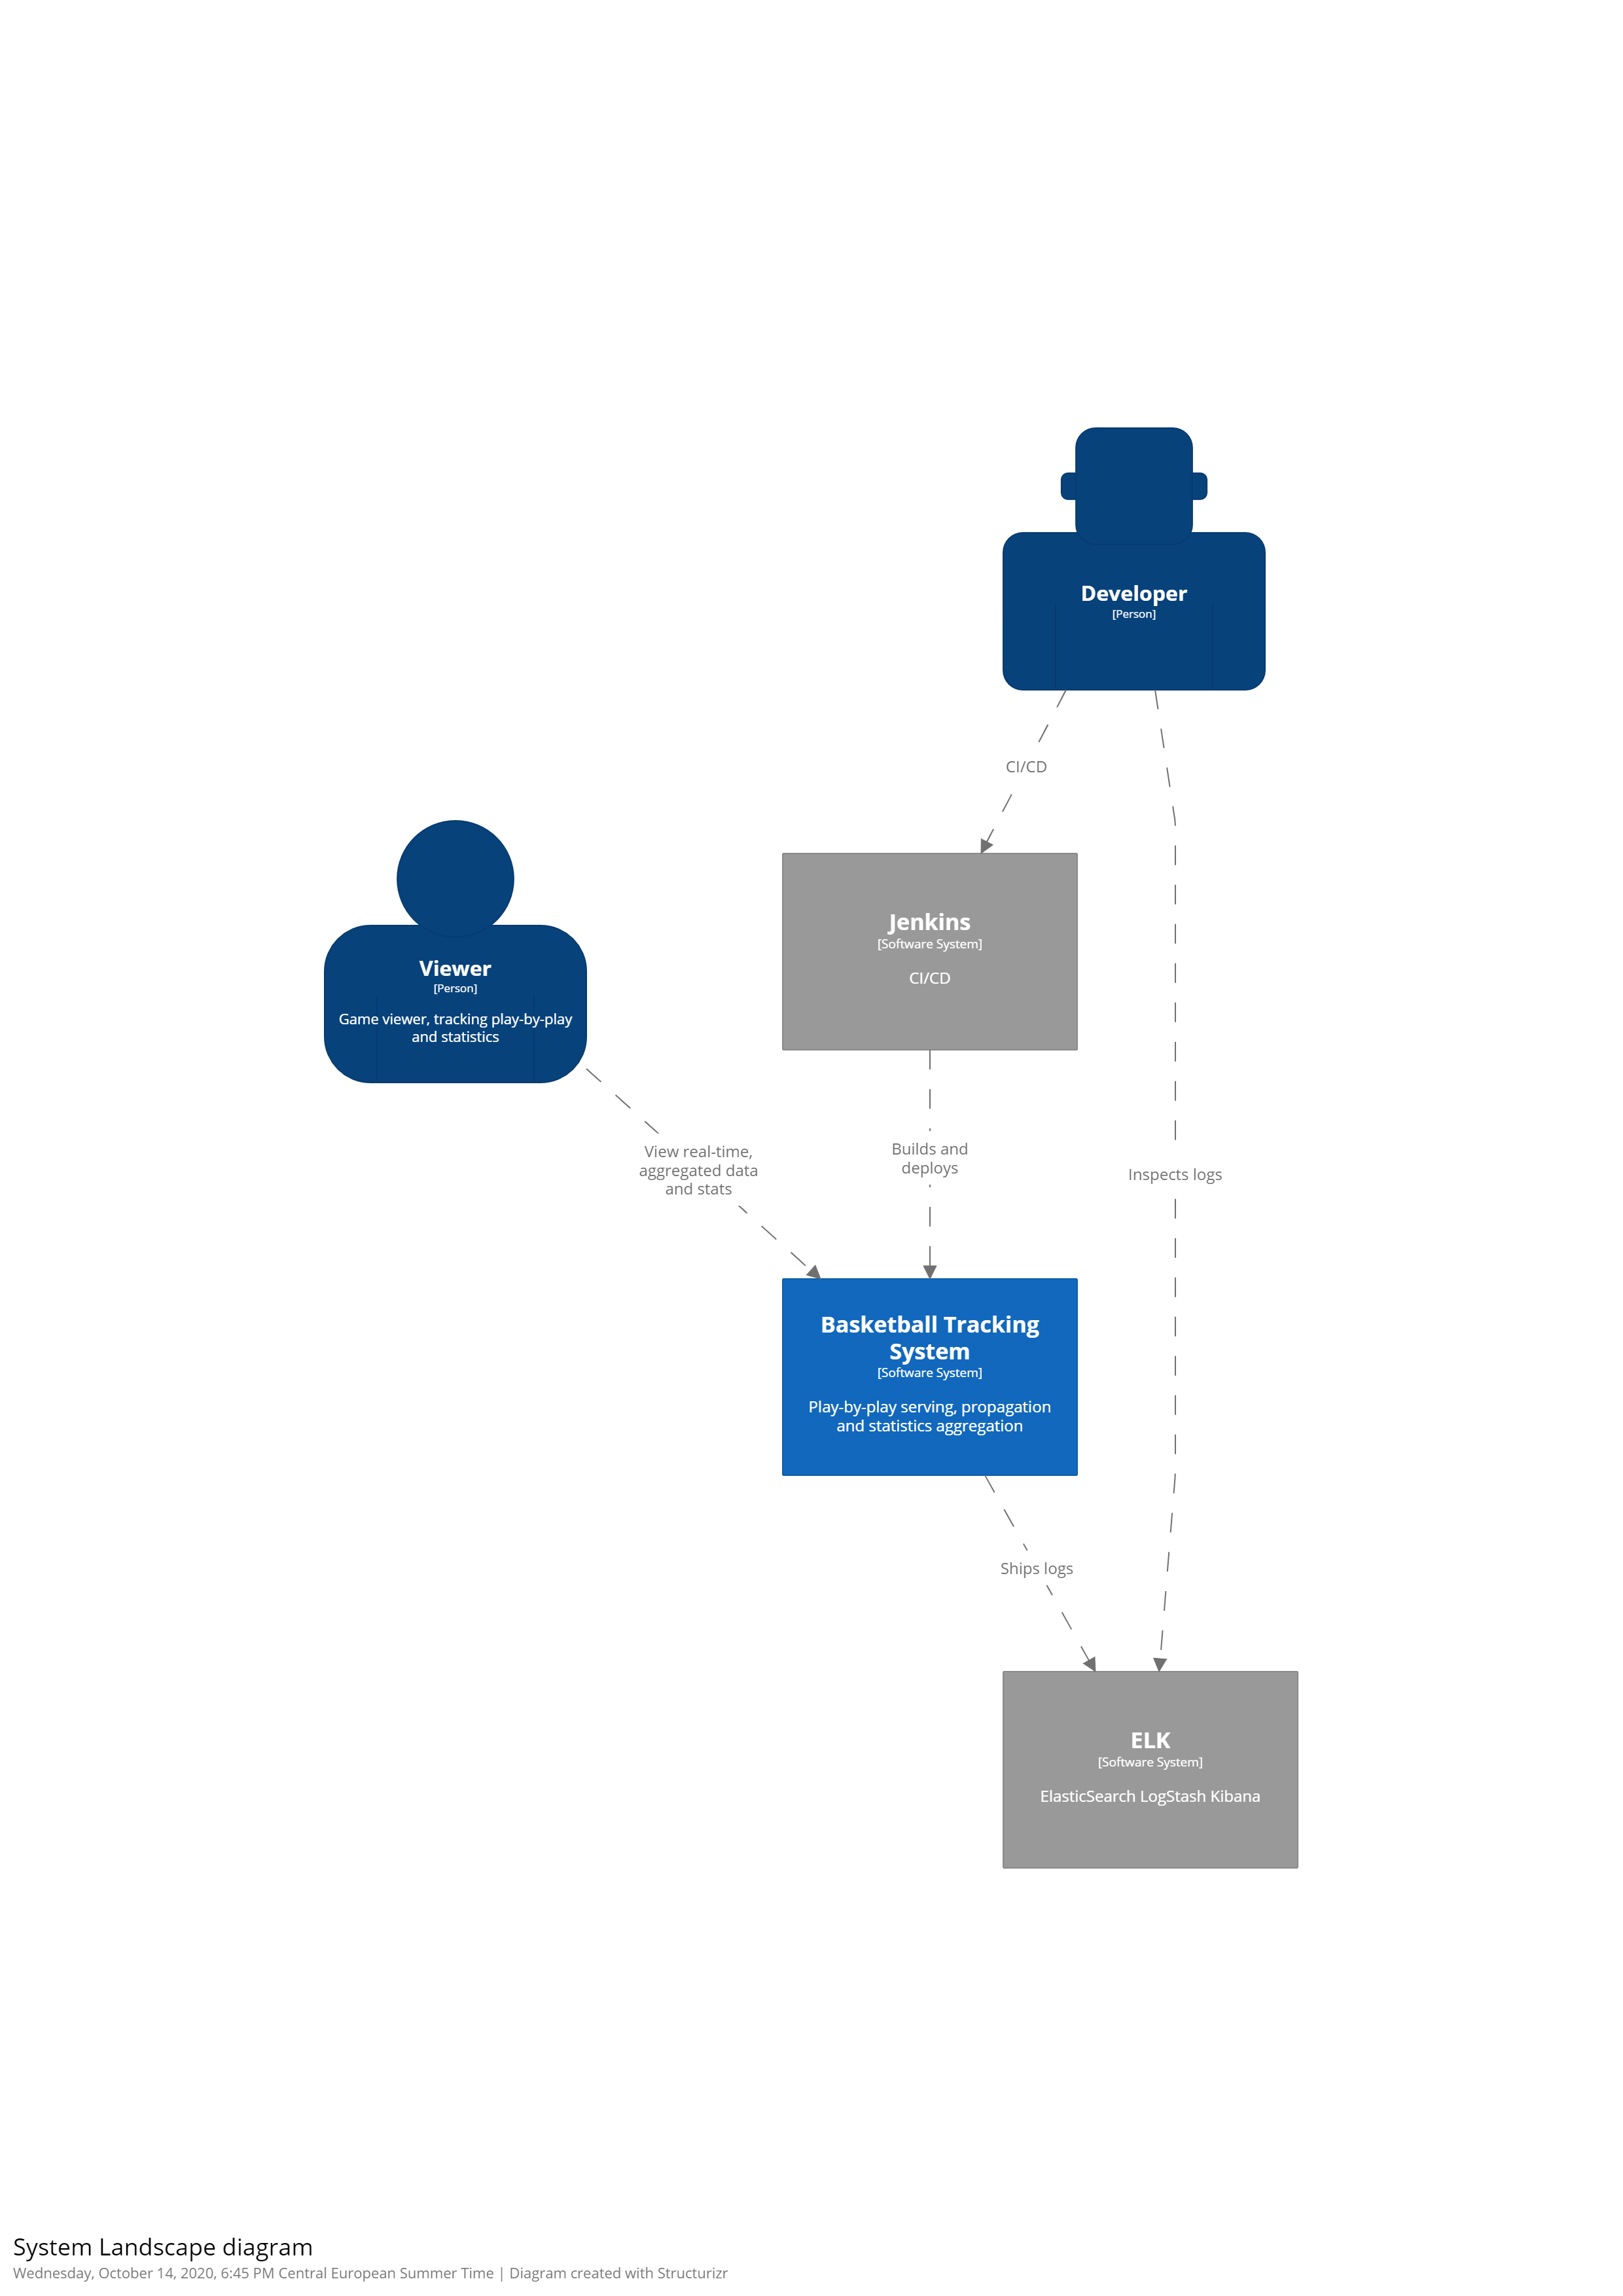 Developer
[Person]
CI/CD
Jenkins
[Software System]
CI/CD
Viewer
[Person]
Game viewer, tracking play-by-play
and statistics
View real-time,
aggregated data
and stats
Builds and
deploys
Inspects logs
Basketball Tracking
System
[Software System]
Play-by-play serving, propagation
and statistics aggregation
Ships logs
ELK
[Software System]
ElasticSearch LogStash Kibana
System Landscape diagram
Wednesday, October 14, 2020, 6:45 PM Central European Summer Time | Diagram created with Structurizr